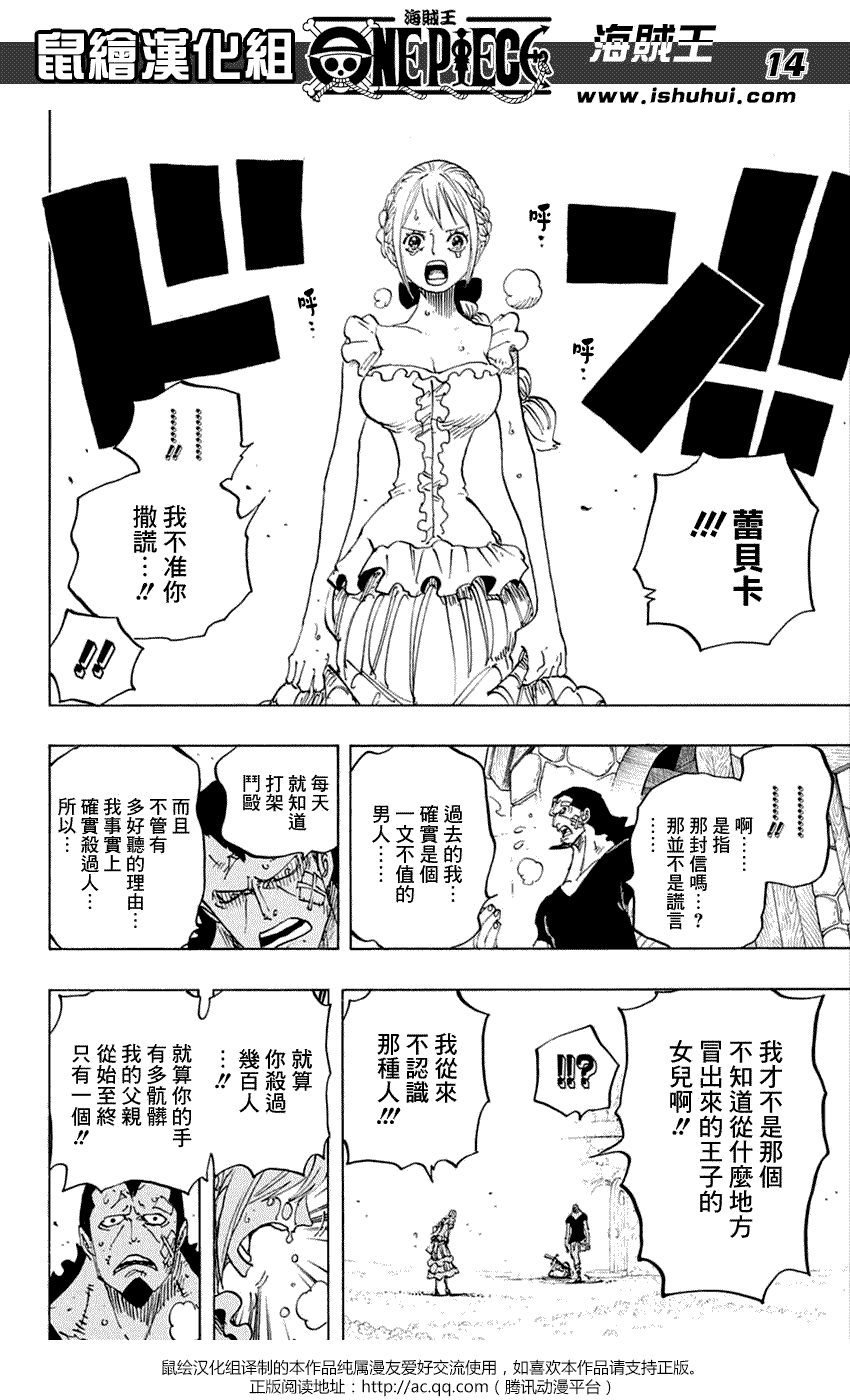 鼠繪漢化組
海賊王
ONE PIECE
海賊王
14
www.ishuhui.com
ドン!!
呼…
呼…
呼…
蕾貝卡
!!!
………………!!
我不准你
撒謊…!!
!!
………………!!
啊……
是指
那封信嗎…?
那並不是謊言
……
過去的我…
確實是個
一文不值的
男人……
每天
就知道
打架
鬥毆
而且
不管有
多好聽的理由…
我事實上
確實殺過人…
所以…
我才不是那個
不知道從什麼地方
冒出來的王子的
女兒啊!!
!!?
我從來
不認識
那種人!!!
就算
你殺過
幾百人
…!!
就算你的手
有多骯髒
我的父親
從始至終
只有一個!!
鼠绘汉化组译制的本作品纯属漫友爱好交流使用，如喜欢本作品请支持正版。
正版阅读地址：http://ac.qq.com（腾讯动漫平台）